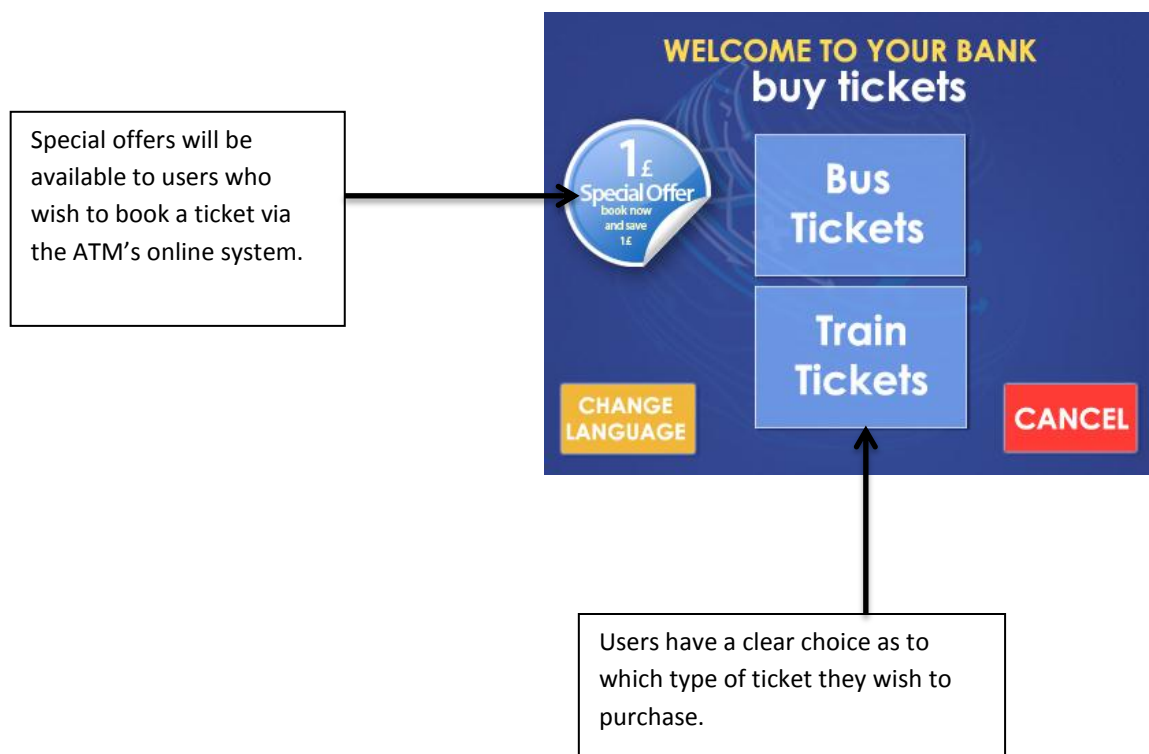 WELCOME TO YOUR BANK
buy tickets
Special offers will be
available to users who
wish to book a ticket via
the ATM’s online system.
1£
Special Offer
book now
and save
1£
Bus
Tickets
Train
Tickets
CHANGE
LANGUAGE
CANCEL
Users have a clear choice as to
which type of ticket they wish to
purchase.